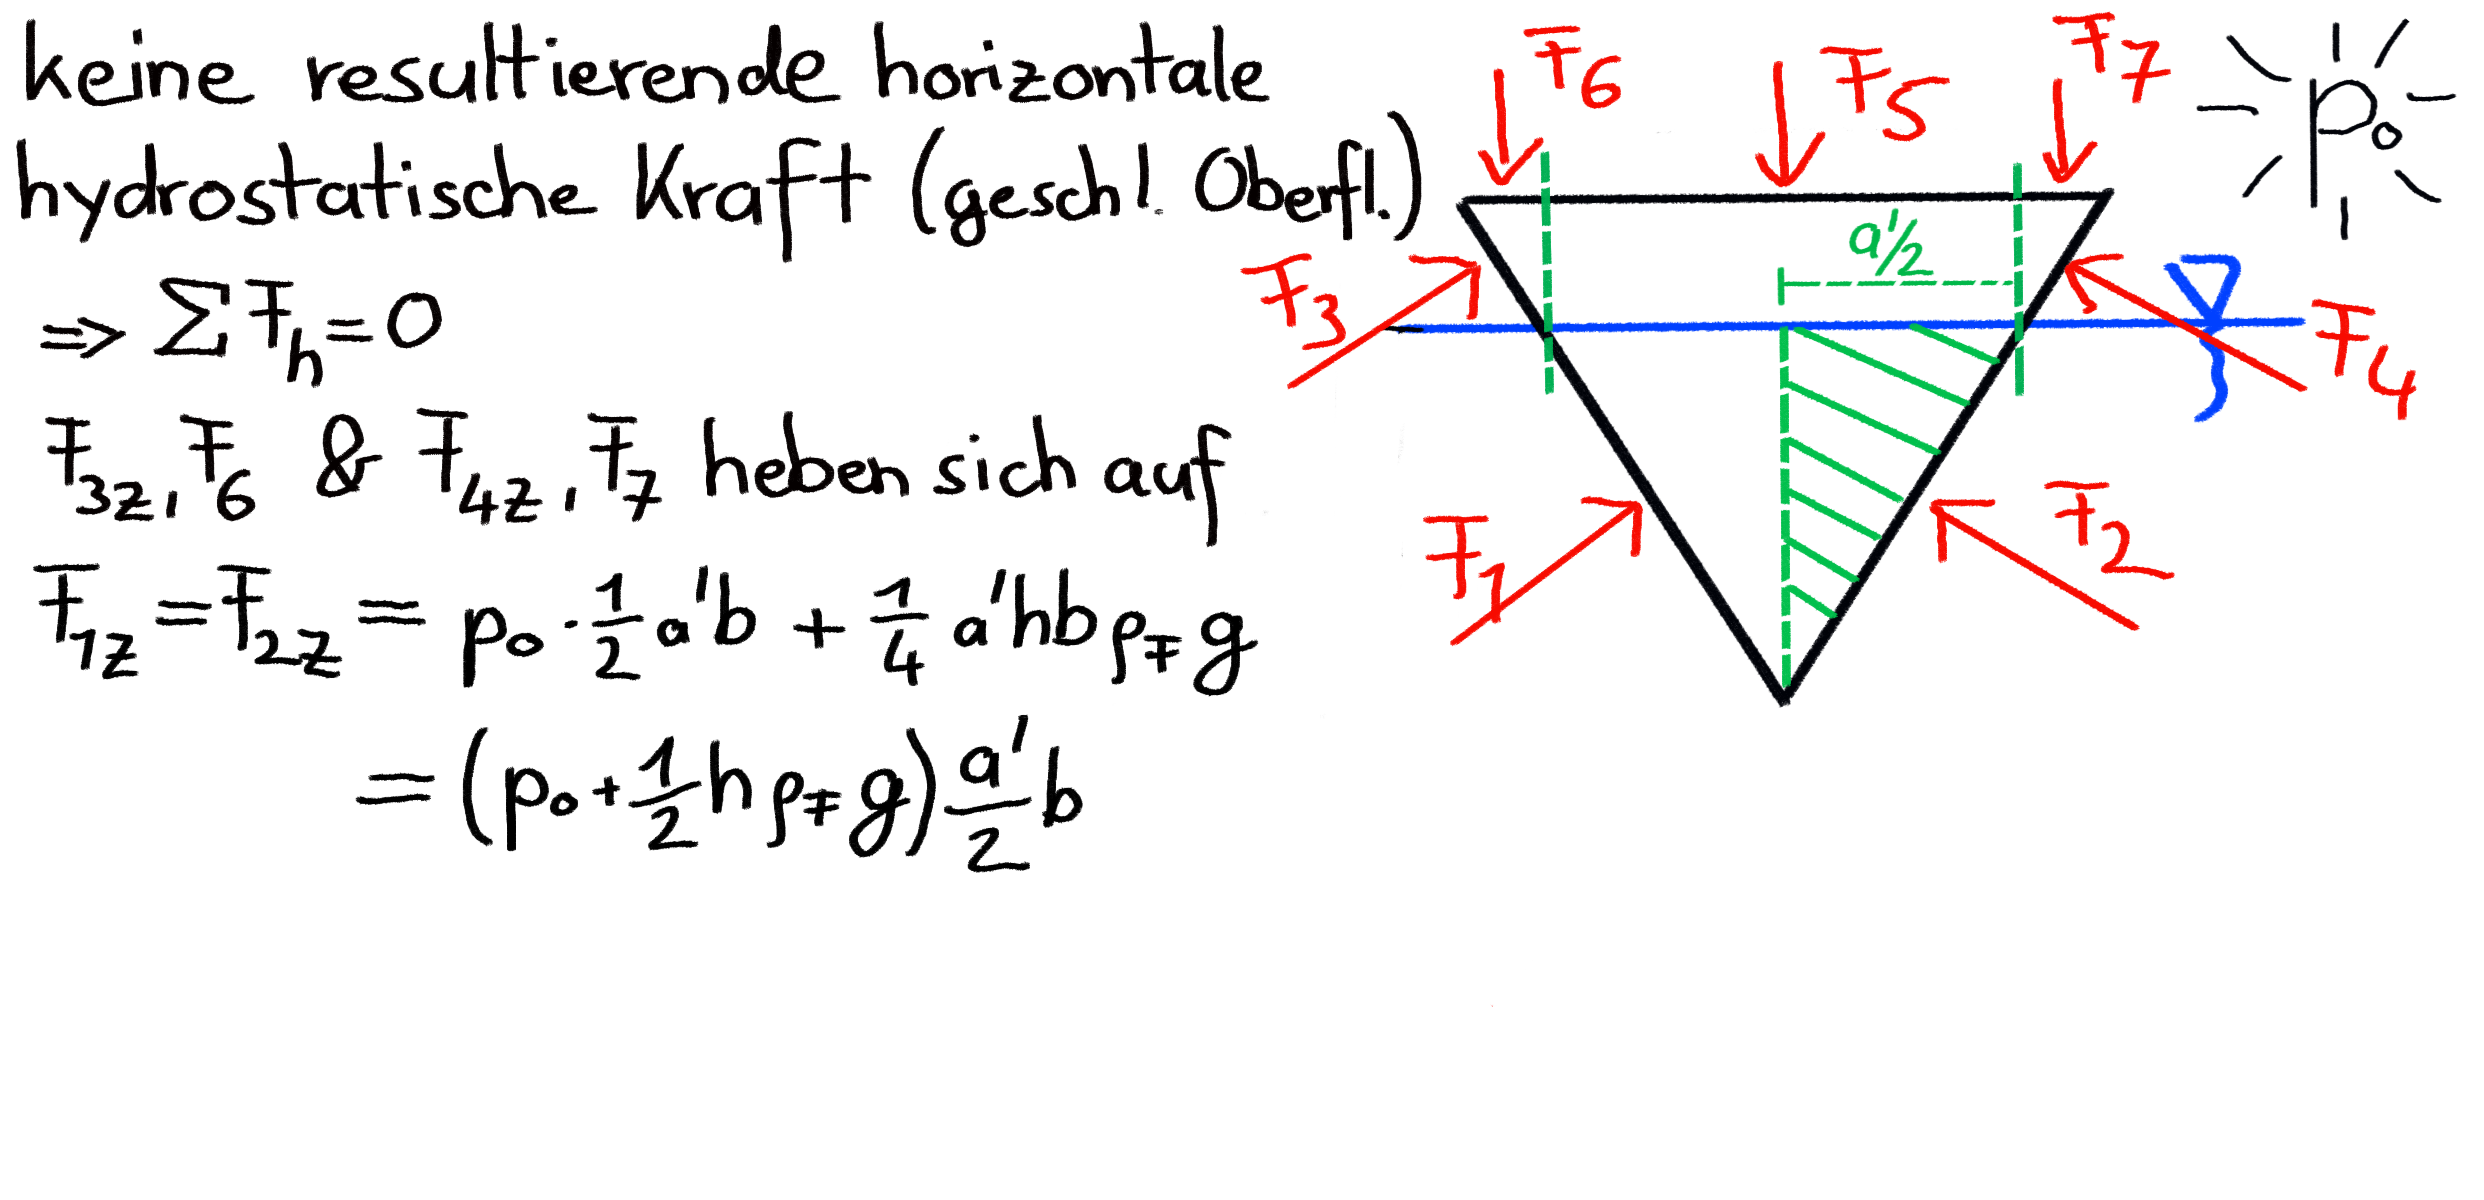 keine resultierende horizontale
hydrostatische Kraft (geschl. Oberfl.)
⇒ ΣF_h = 0
F_3z, F_6 & F_4z, F_7 heben sich auf
F_1z = F_2z = p_0 · 1/2 a'b + 1/4 a'hb ρ_F g
= (p_0 + 1/2 h ρ_F g) a'/2 b
F_6
F_5
F_7
p_0
a'/2
F_3
F_4
F_1
F_2